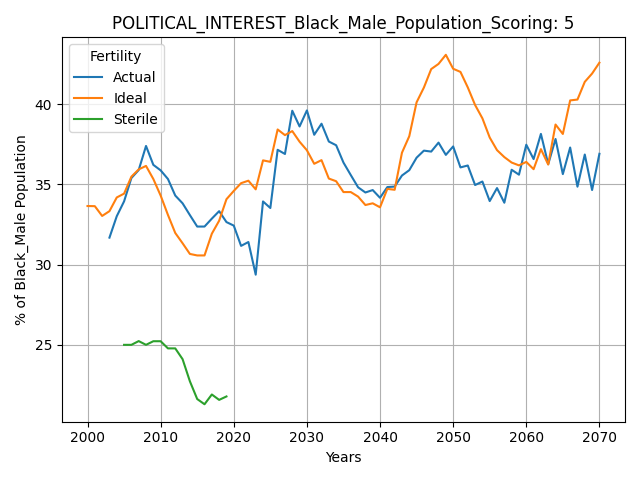 POLITICAL_INTEREST_Black_Male_Population_Scoring: 5
Fertility
Actual
Ideal
Sterile
% of Black_Male Population
40
35
30
25
2000 2010 2020 2030 2040 2050 2060 2070
Years